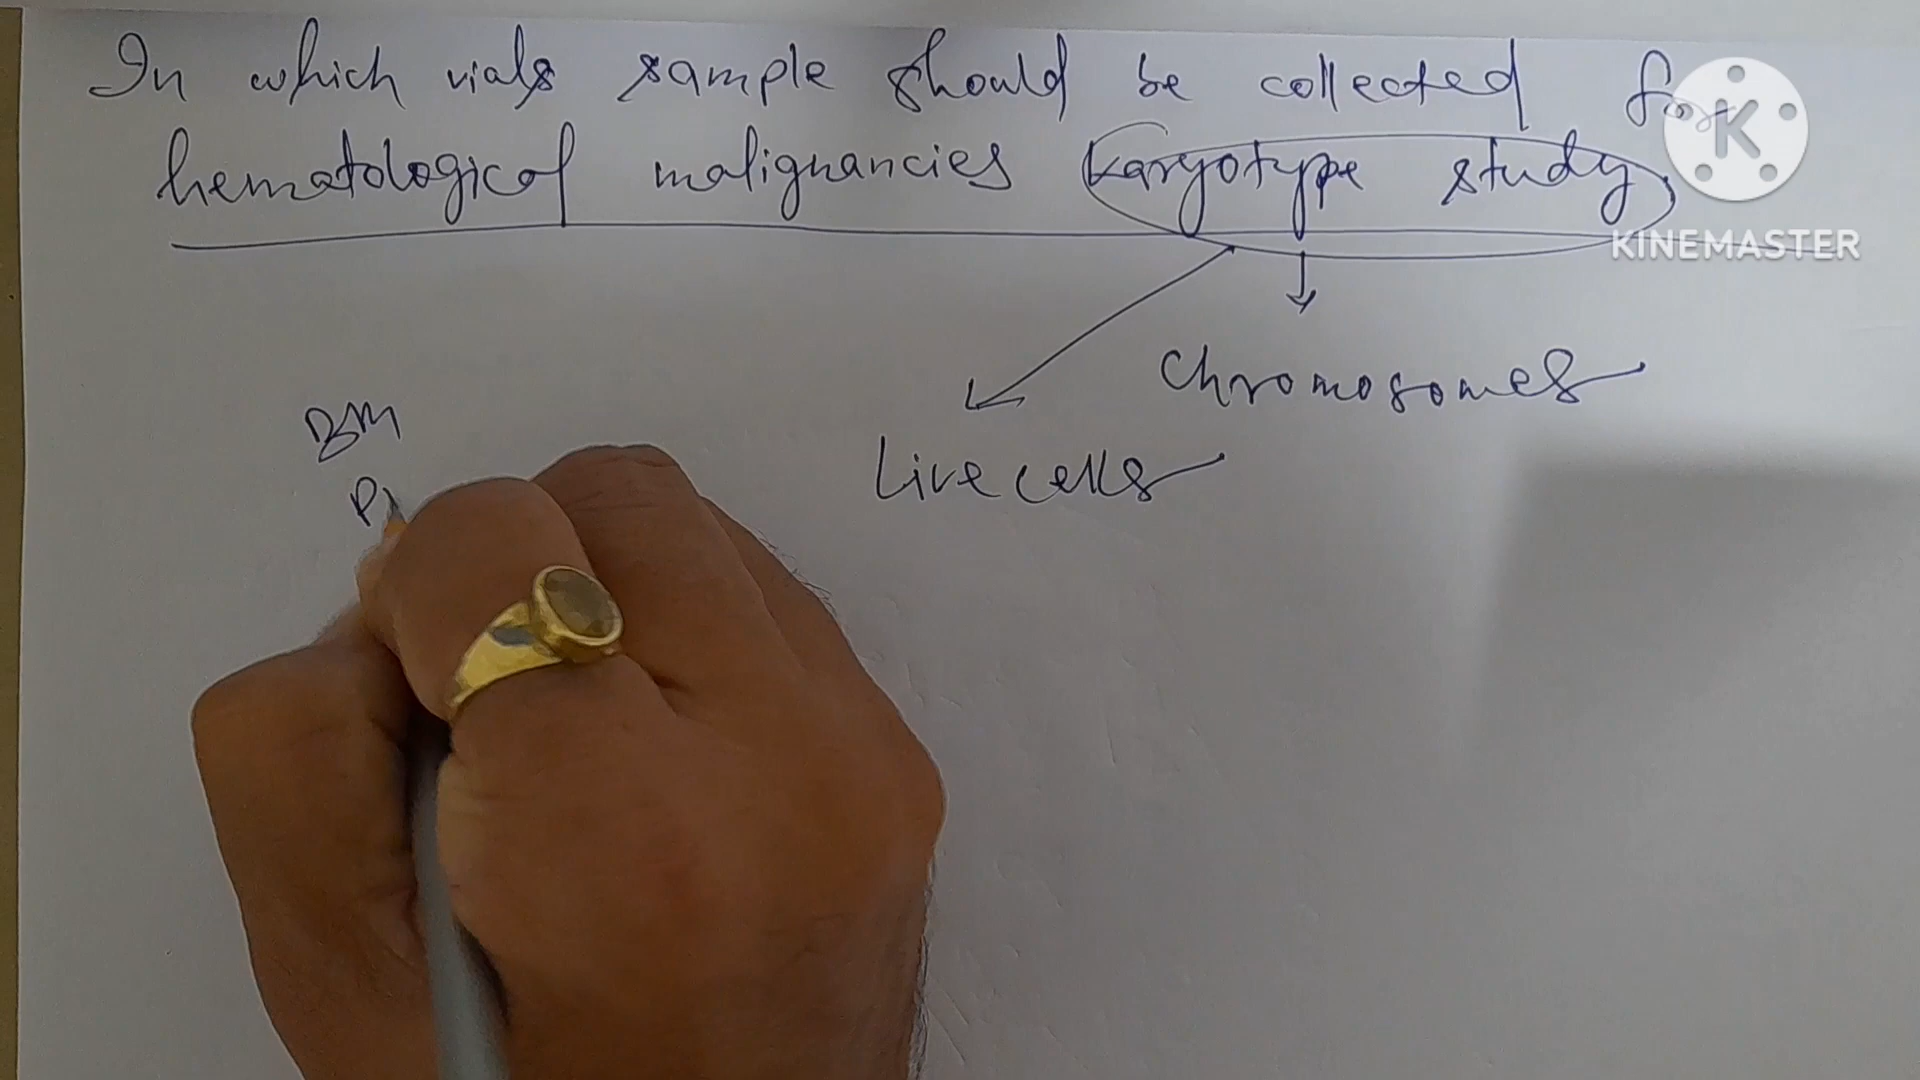 In which vials sample should be collected for
hematological malignancies Karyotype study
Chromosomes
Live cells
BM
K
KINEMASTER